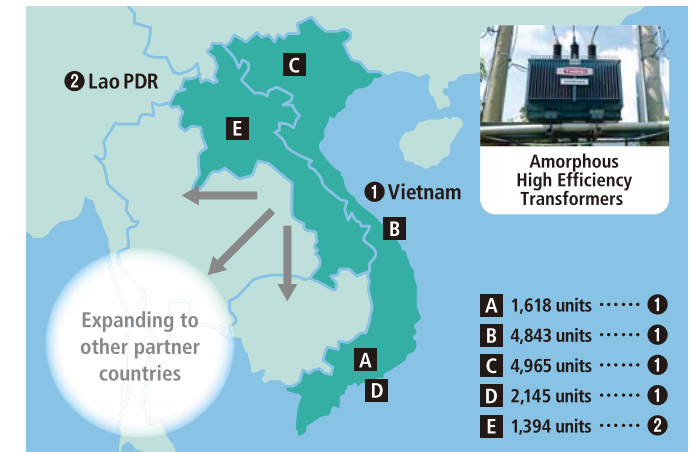 C
❷ Lao PDR
E
❶ Vietnam
B
A
D
Expanding to
other partner
countries
Amorphous
High Efficiency
Transformers
A 1,618 units ······ ❶
B 4,843 units ······ ❶
C 4,965 units ······ ❶
D 2,145 units ······ ❶
E 1,394 units ······ ❷